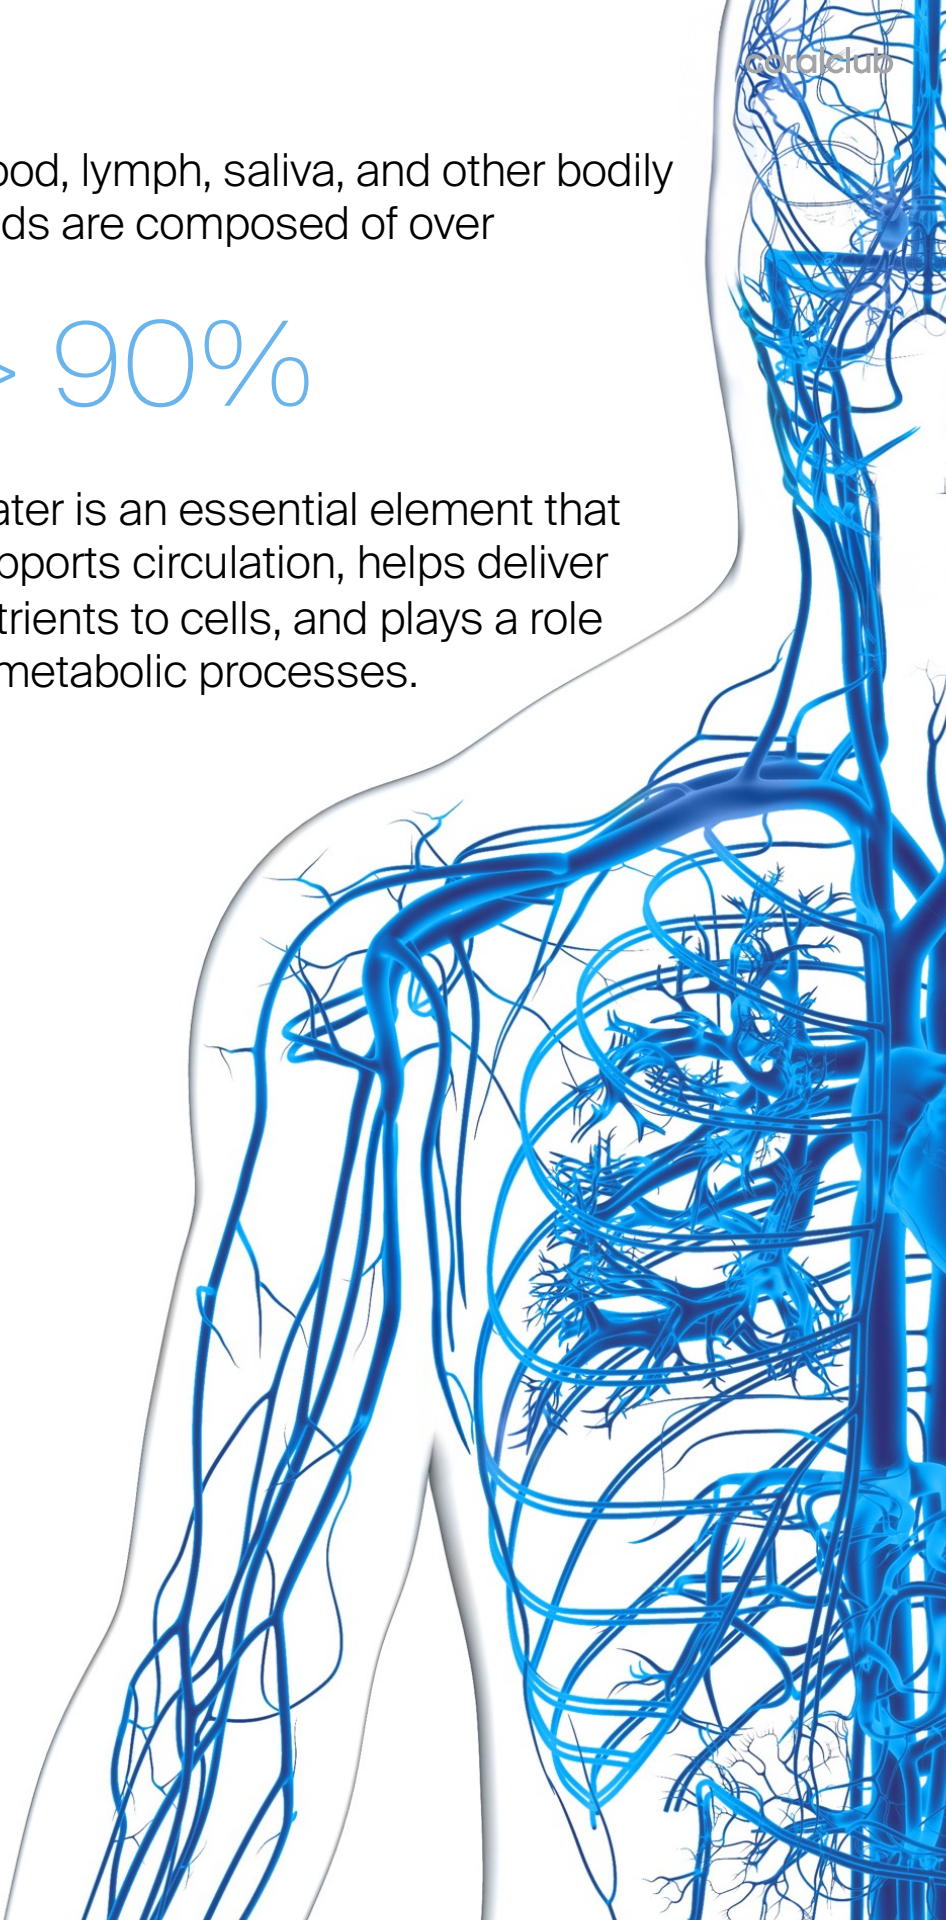 coralclub
ood, lymph, saliva, and other bodily
ds are composed of over
> 90%
ater is an essential element that
pports circulation, helps deliver
trients to cells, and plays a role
metabolic processes.